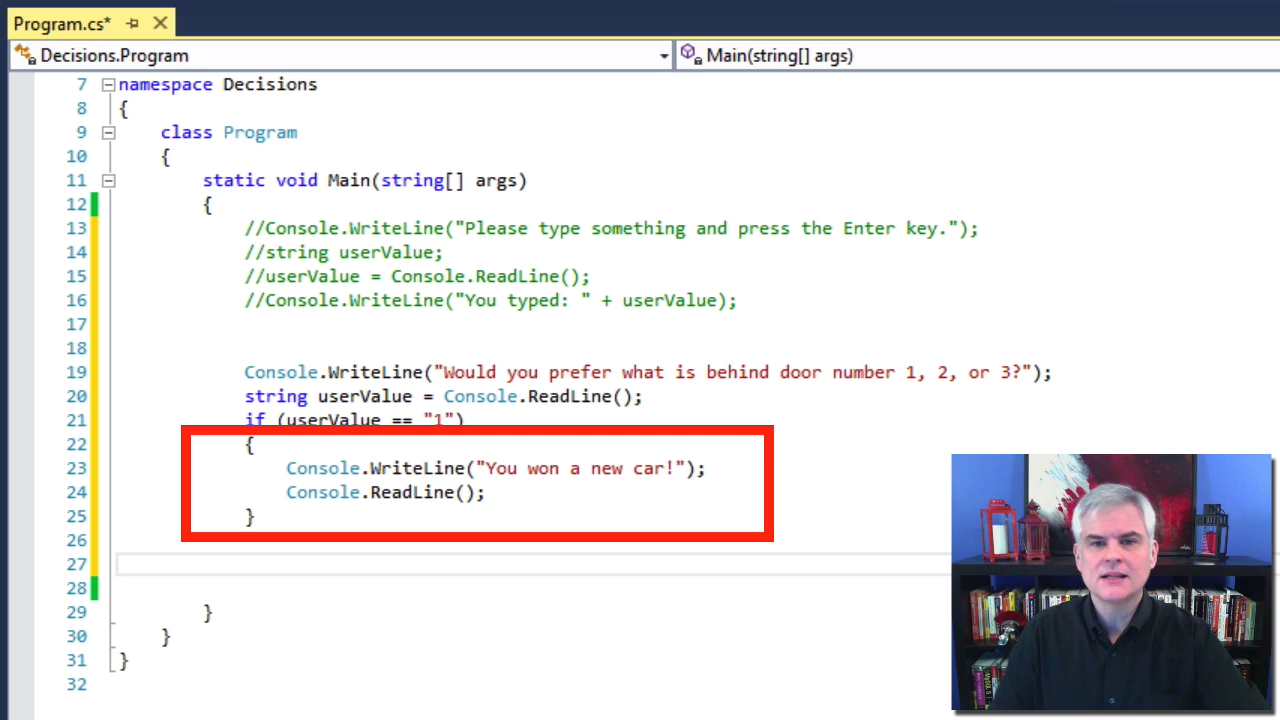 Program.cs*
Decisions.Program Main(string[] args)
7 namespace Decisions
8 {
9 class Program
10 {
11 static void Main(string[] args)
12 {
13 //Console.WriteLine("Please type something and press the Enter key.");
14 //string userValue;
15 //userValue = Console.ReadLine();
16 //Console.WriteLine("You typed: " + userValue);
17
18
19 Console.WriteLine("Would you prefer what is behind door number 1, 2, or 3?");
20 string userValue = Console.ReadLine();
21 if (userValue == "1")
22 {
23 Console.WriteLine("You won a new car!");
24 Console.ReadLine();
25 }
26
27
28
29 }
30 }
31 }
32